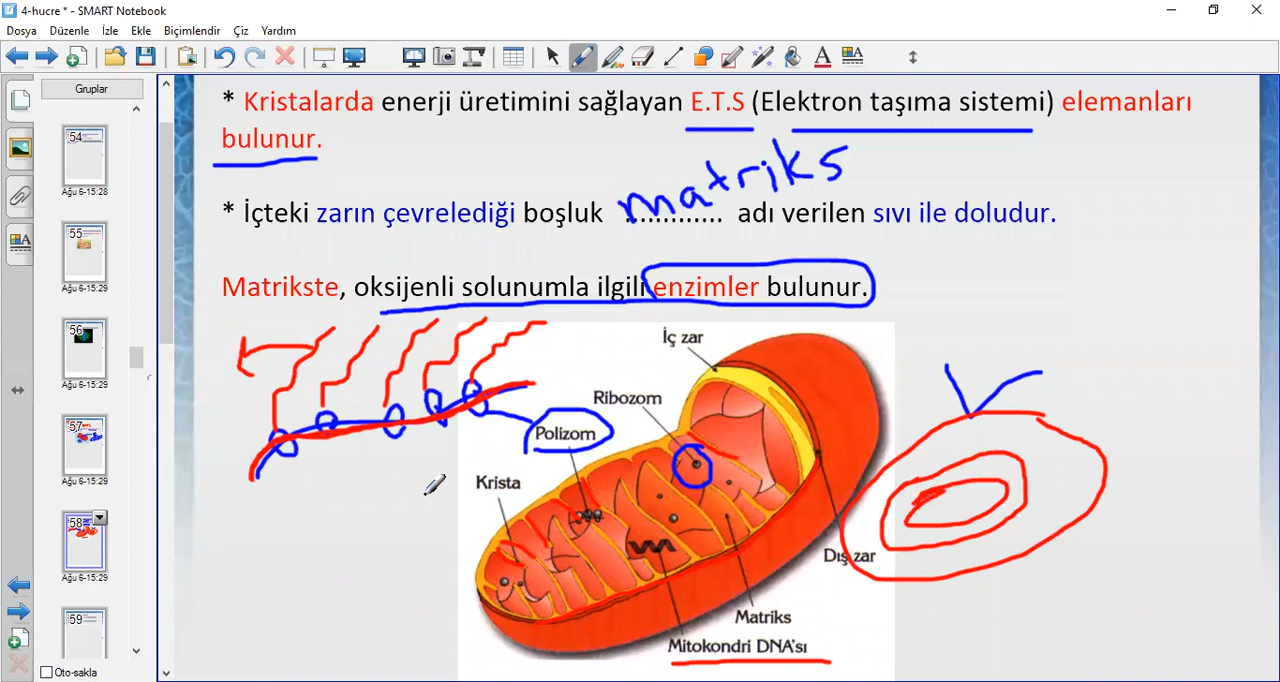 4-hucre * - SMART Notebook
Dosya Düzenle İzle Ekle Biçimlendir Çiz Yardım
Gruplar
54
Ağu 6-15:28
55
Ağu 6-15:29
56
Ağu 6-15:29
57
Ağu 6-15:29
58
Ağu 6-15:29
59
Oto-sakla
* Kristalarda enerji üretimini sağlayan E.T.S (Elektron taşıma sistemi) elemanları
bulunur.
matriks
* İçteki zarın çevrelediği boşluk ............ adı verilen sıvı ile doludur.
Matrikste, oksijenli solunumla ilgili enzimler bulunur.
İç zar
Ribozom
Polizom
Krista
Dış zar
Matriks
Mitokondri DNA'sı